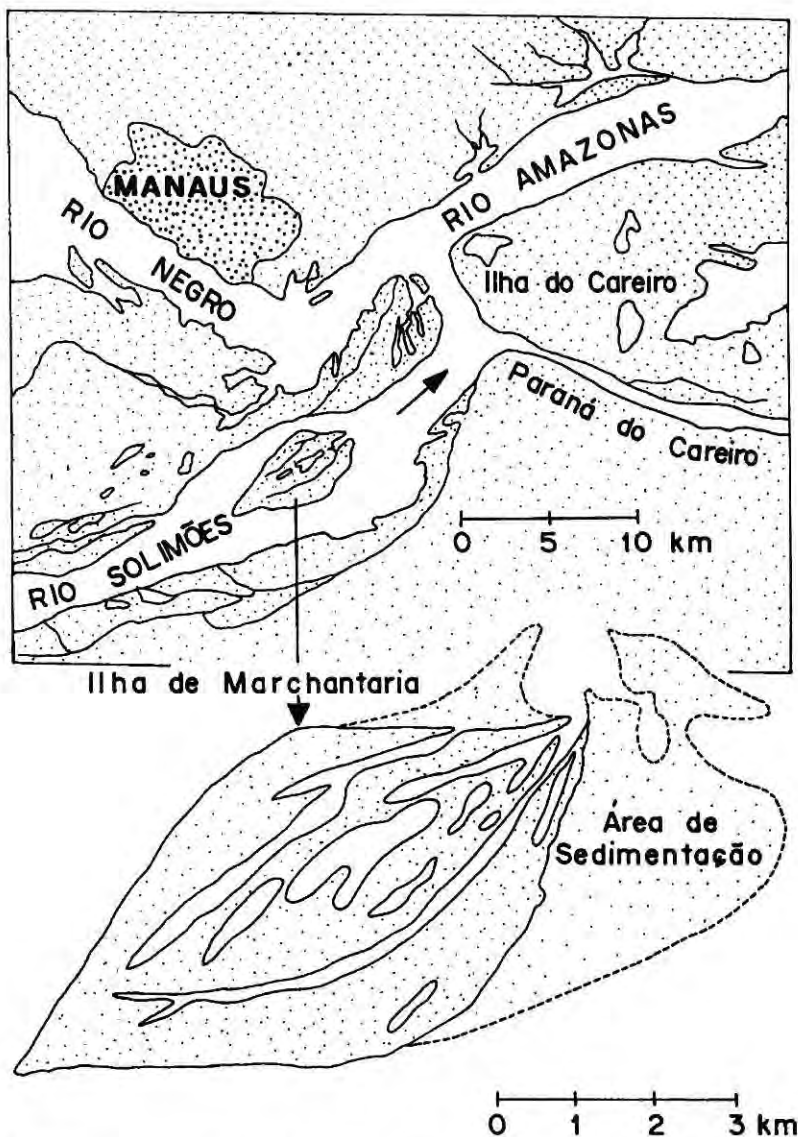 MANAUS
RIO NEGRO
RIO AMAZONAS
Ilha do Careiro
Paraná do Careiro
0 5 10 km
RIO SOLIMÕES
Ilha de Marchantaria
Área de
Sedimentação
0 1 2 3 km